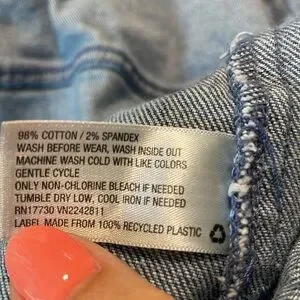 98% COTTON / 2% SPANDEX
WASH BEFORE WEAR, WASH INSIDE OUT
MACHINE WASH COLD WITH LIKE COLORS
GENTLE CYCLE
ONLY NON-CHLORINE BLEACH IF NEEDED
TUMBLE DRY LOW, COOL IRON IF NEEDED
RN17730 VN2242811
LABEL MADE FROM 100% RECYCLED PLASTIC